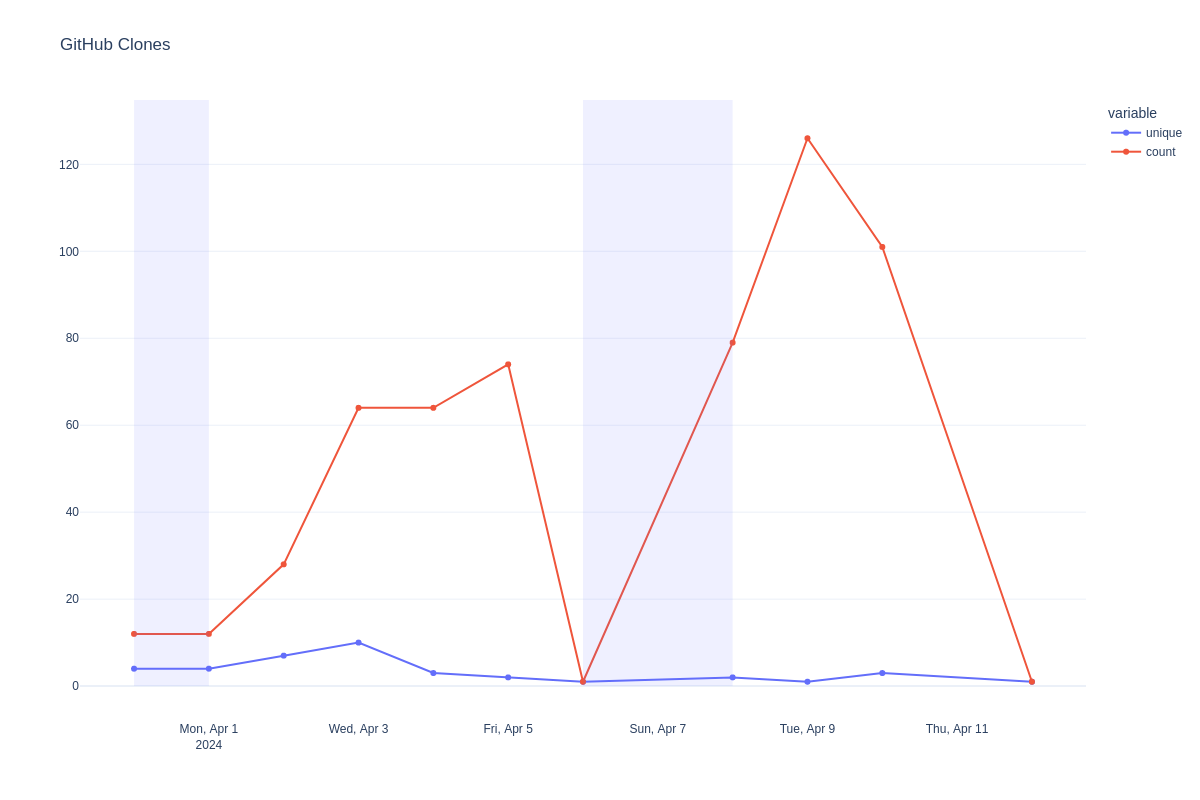 GitHub Clones
variable
unique
count
120
100
80
60
40
20
0
Mon, Apr 1
2024
Wed, Apr 3
Fri, Apr 5
Sun, Apr 7
Tue, Apr 9
Thu, Apr 11